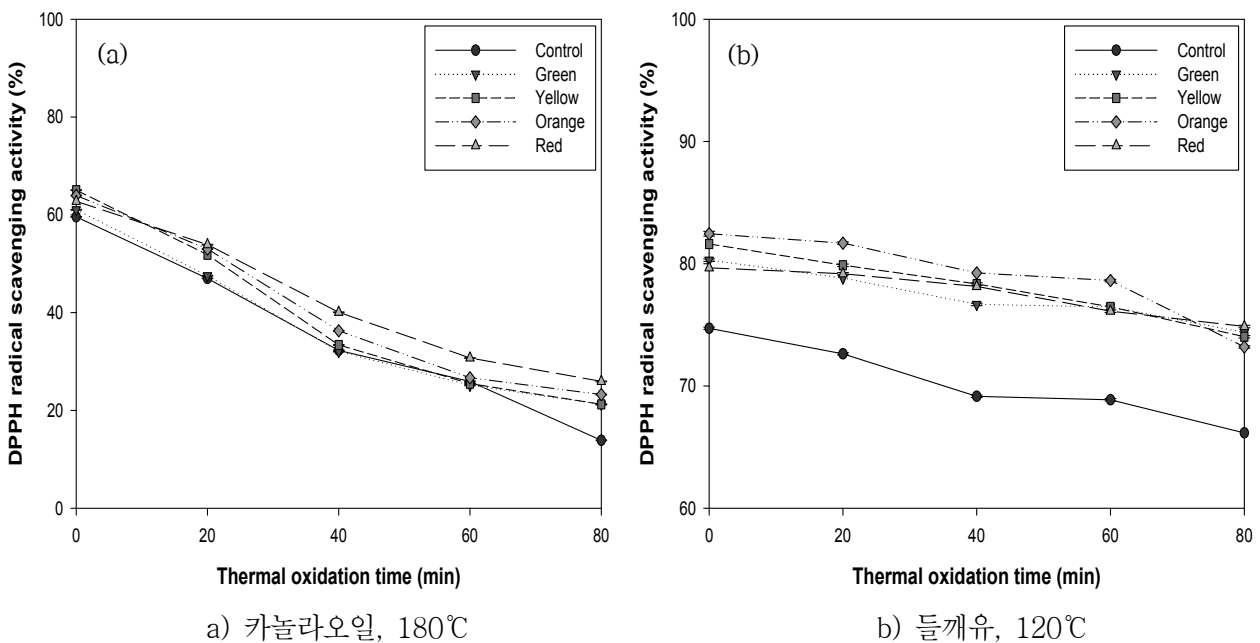 (a)
Control
Green
Yellow
Orange
Red
DPPH radical scavenging activity (%)
100
80
60
40
20
0
0 20 40 60 80
Thermal oxidation time (min)
a) 카놀라오일, 180℃
(b)
Control
Green
Yellow
Orange
Red
DPPH radical scavenging activity (%)
100
90
80
70
60
0 20 40 60 80
Thermal oxidation time (min)
b) 들깨유, 120℃